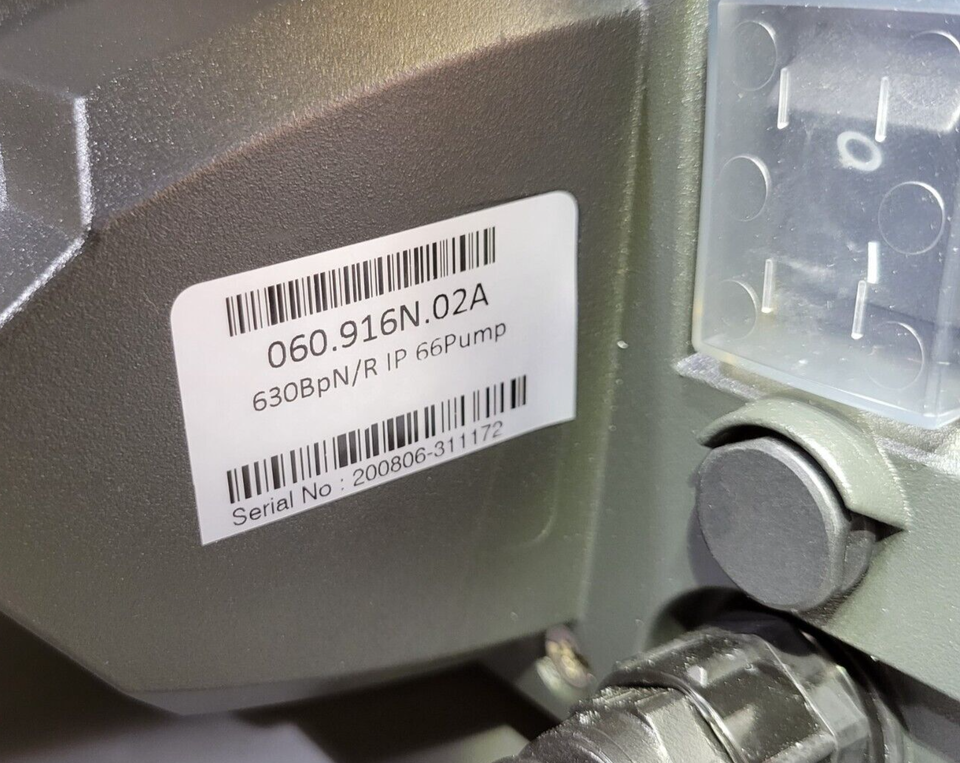 060.916N.02A
630BpN/R IP 66Pump
Serial No : 200806-311172